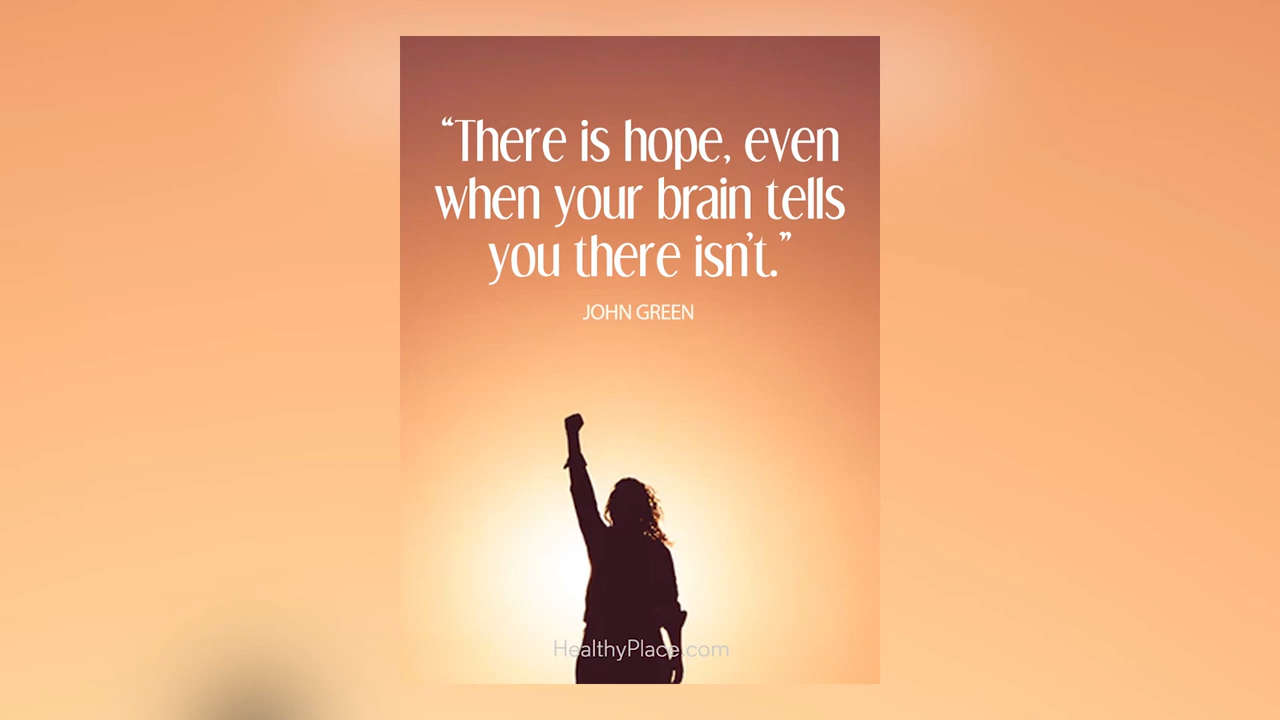 “There is hope, even
when your brain tells
you there isn’t.”
JOHN GREEN
HealthyPlace.com